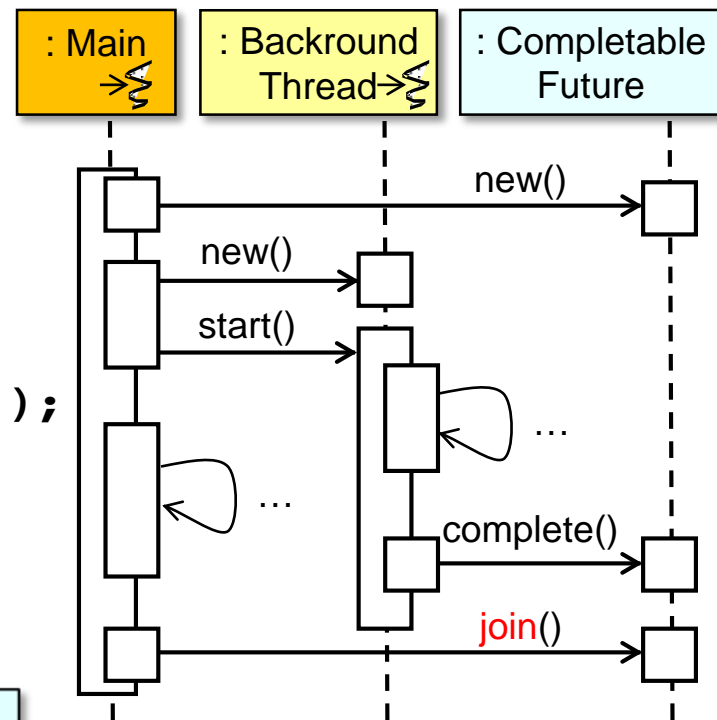 : Main
: Backround
Thread
: Completable
Future
new()
new()
start()
);
...
...
complete()
join()